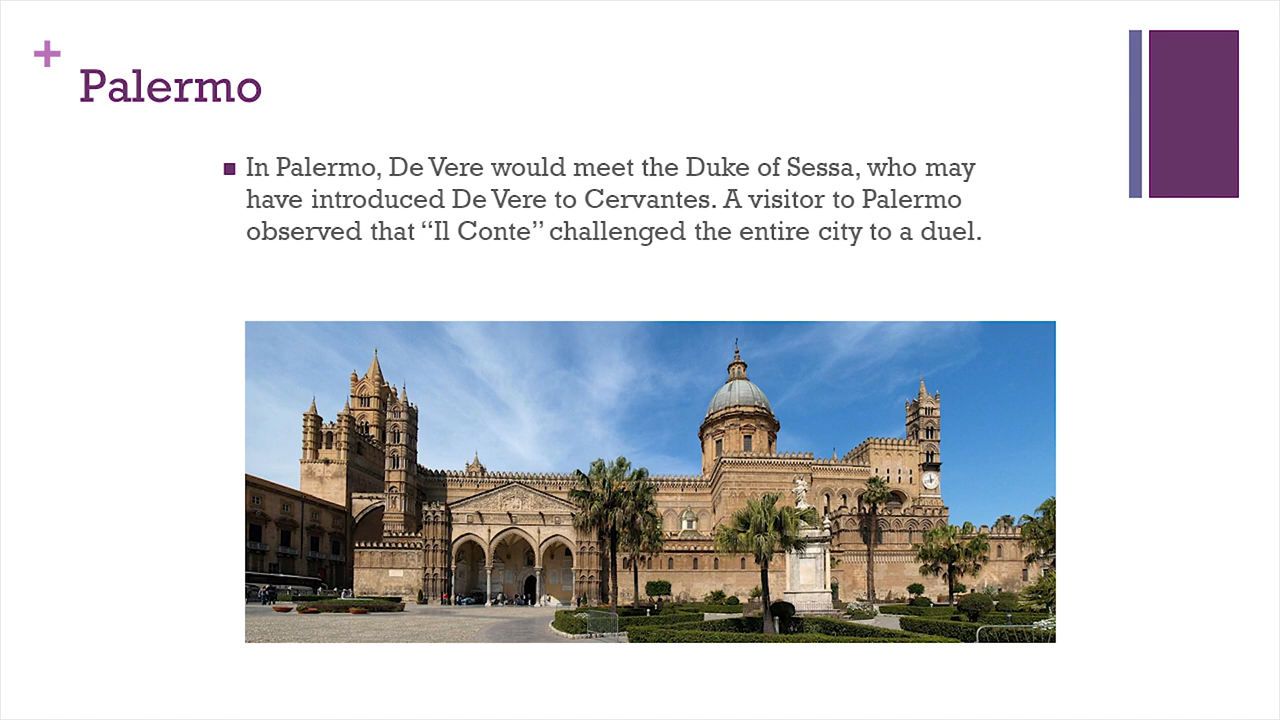 Palermo
In Palermo, De Vere would meet the Duke of Sessa, who may
have introduced De Vere to Cervantes. A visitor to Palermo
observed that “Il Conte” challenged the entire city to a duel.